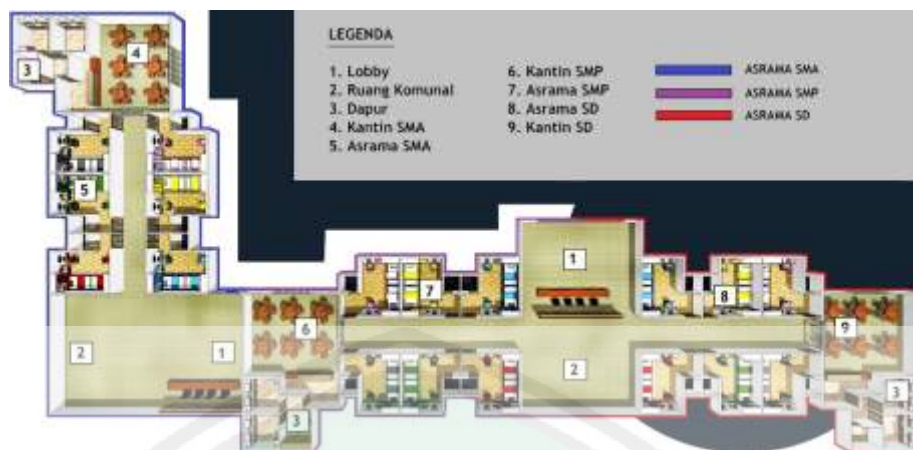 LEGENDA
1. Lobby
2. Ruang Komunal
3. Dapur
4. Kantin SMA
5. Asrama SMA
6. Kantin SMP
7. Asrama SMP
8. Asrama SD
9. Kantin SD
ASRAMA SMA
ASRAMA SMP
ASRAMA SD
4
3
5
1
7
8
6
9
2
1
2
3
3